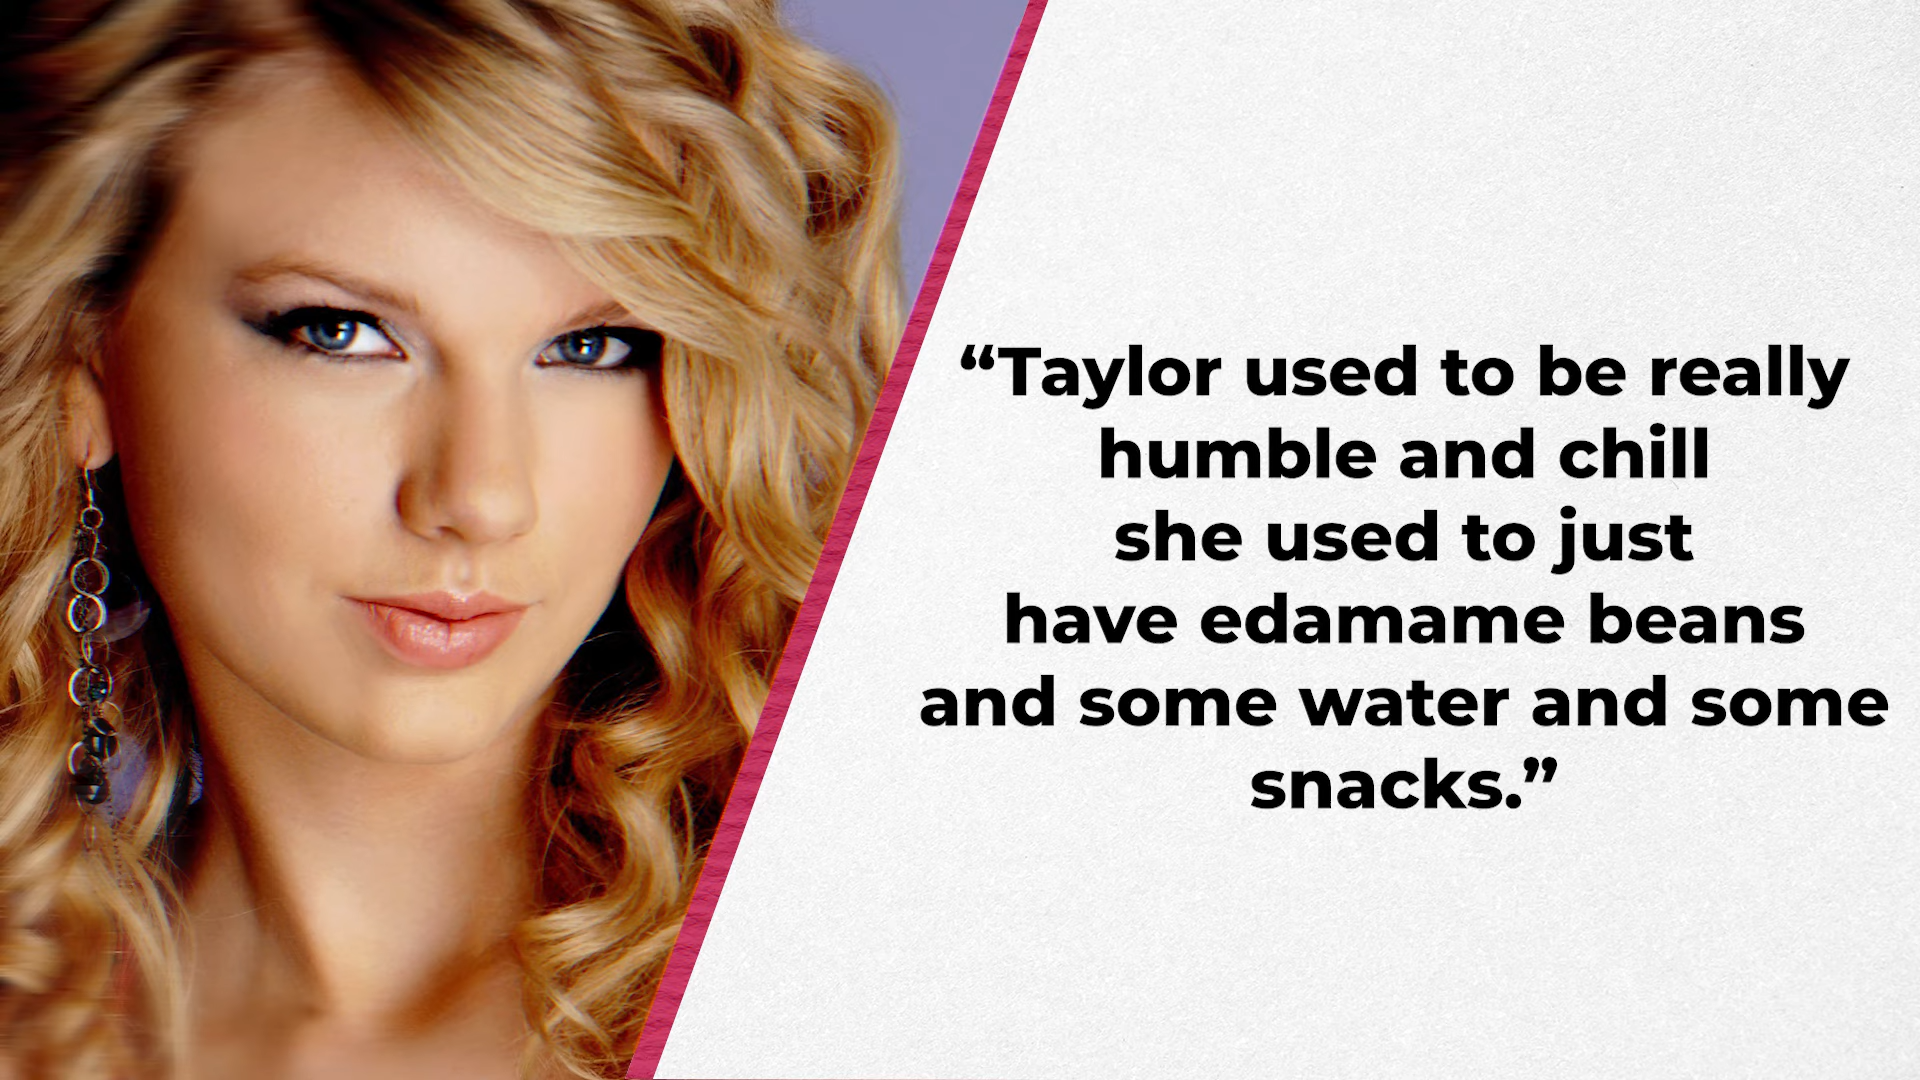 “Taylor used to be really
humble and chill
she used to just
have edamame beans
and some water and some
snacks.”